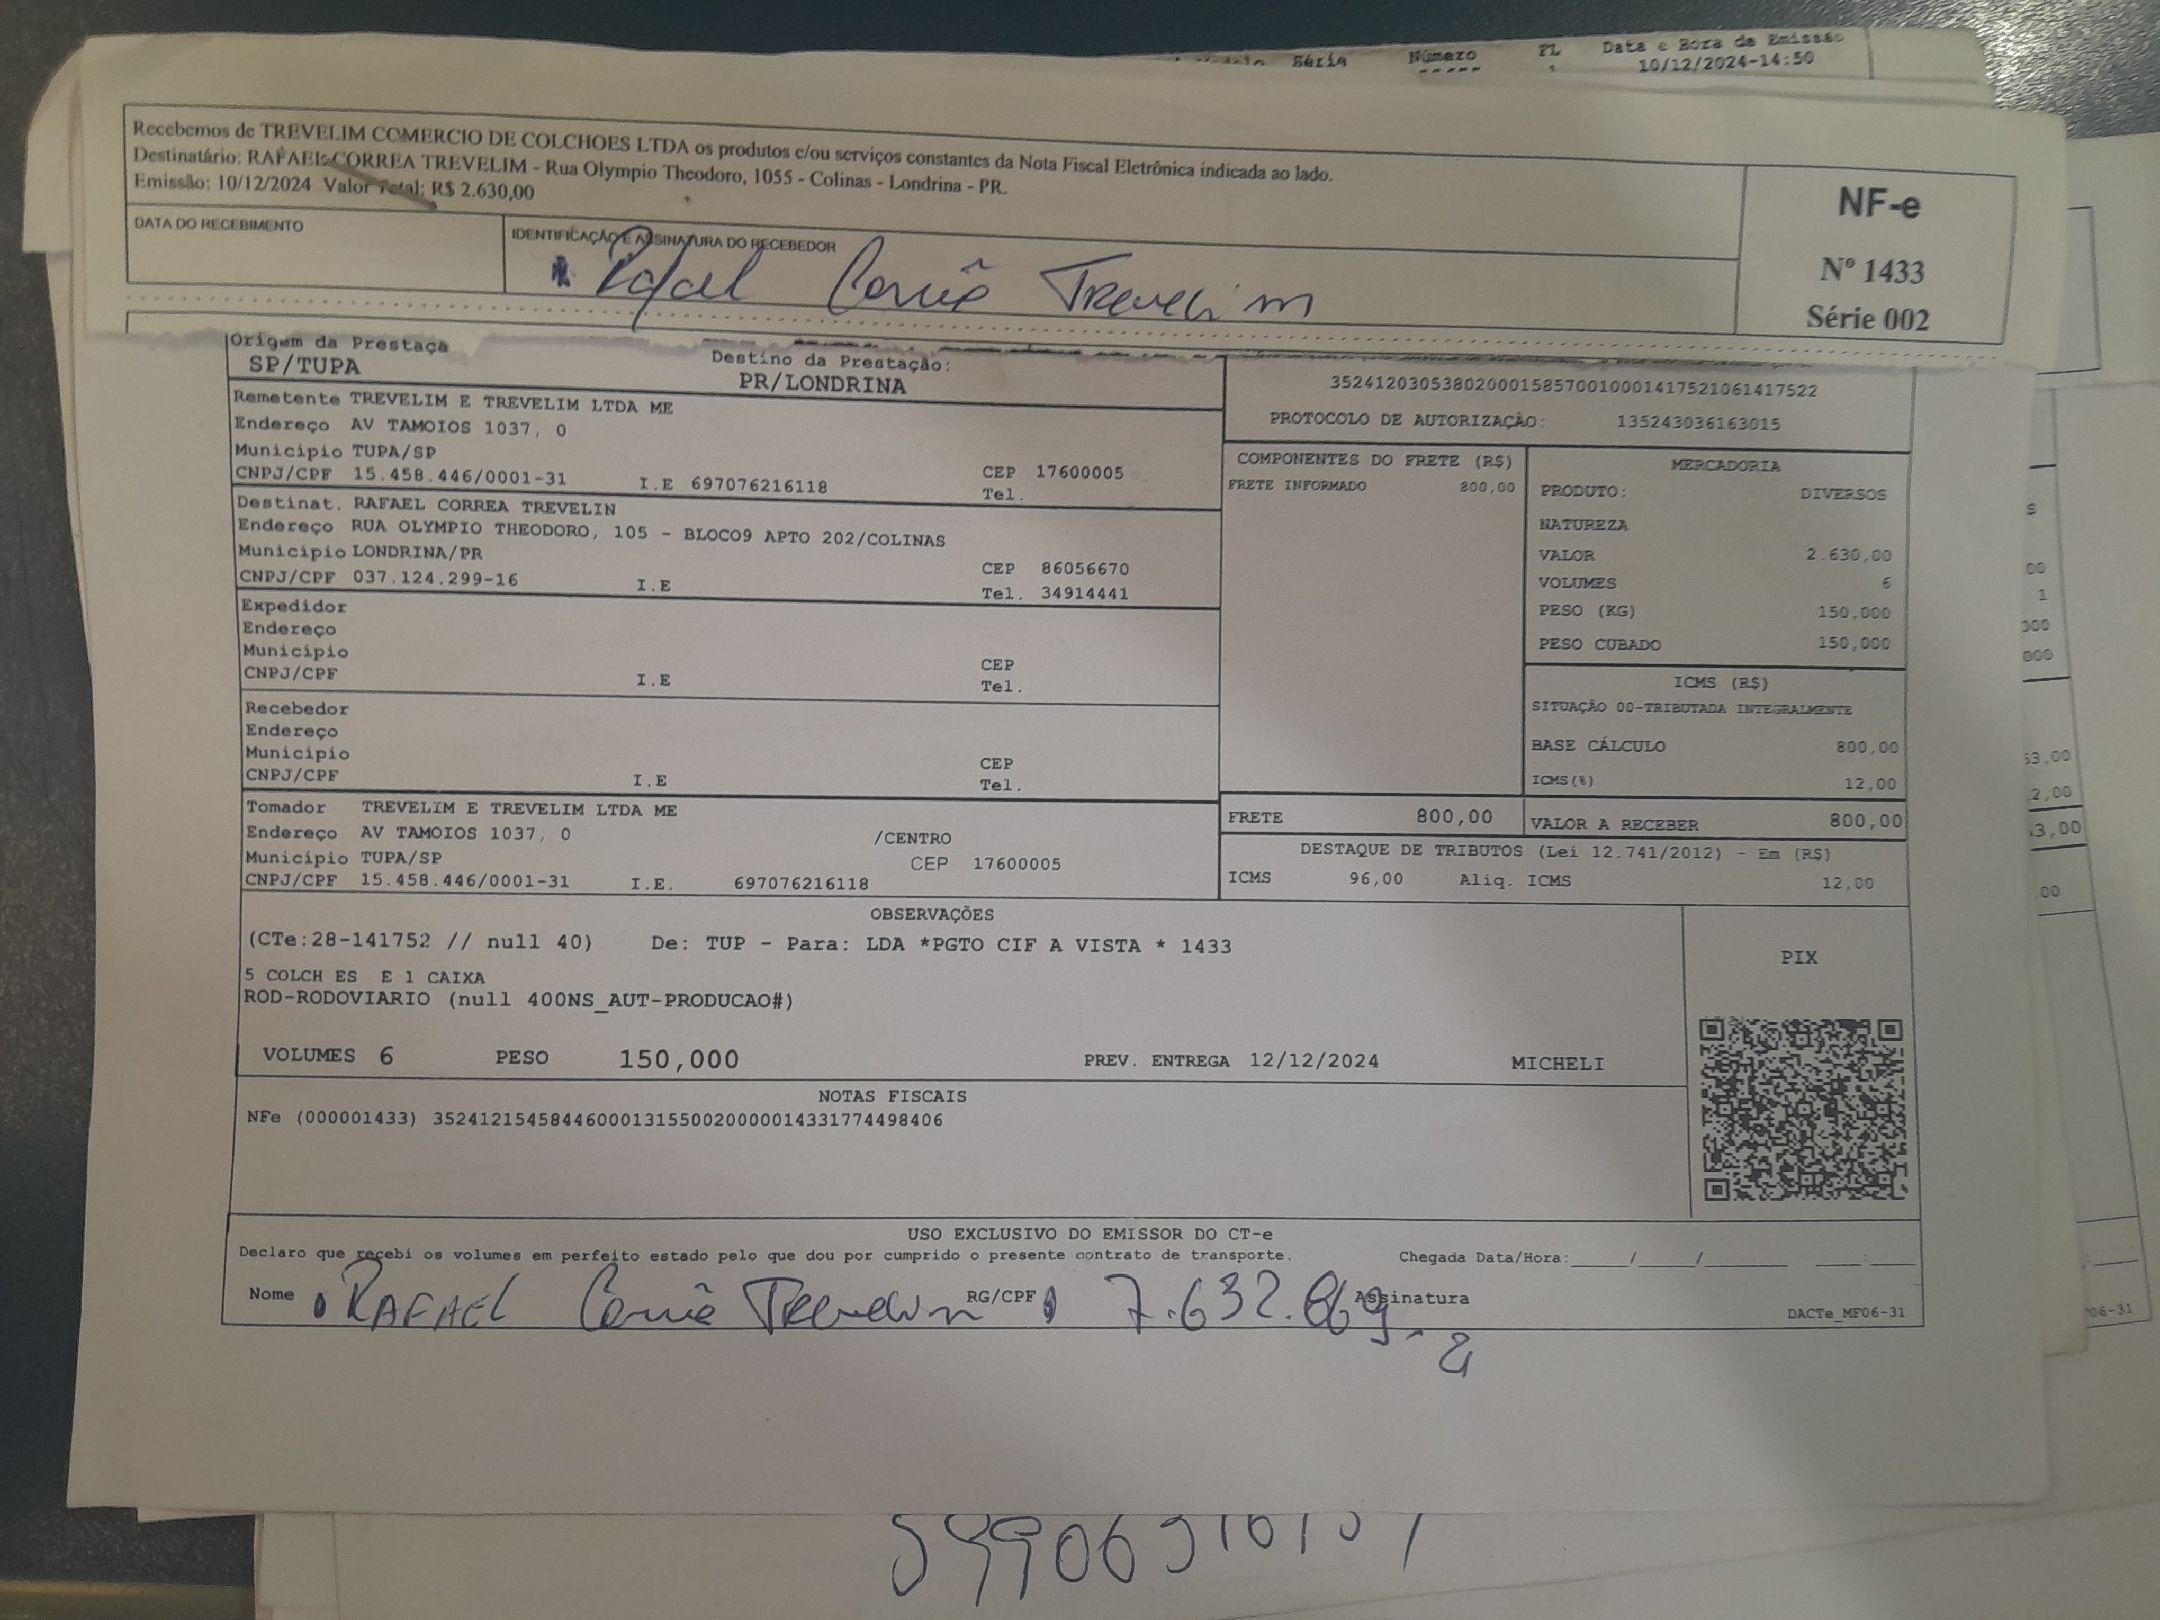 Série Número FL Data e Hora de Emissão
10/12/2024-14:50
Recebemos de TREVELIM COMERCIO DE COLCHOES LTDA os produtos e/ou serviços constantes da Nota Fiscal Eletrônica indicada ao lado.
Destinatário: RAFAEL CORREA TREVELIM - Rua Olympio Theodoro, 1055 - Colinas - Londrina - PR.
Emissão: 10/12/2024 Valor Total: R$ 2.630,00
NF-e
Nº 1433
Série 002
DATA DO RECEBIMENTO
IDENTIFICAÇÃO E ASSINATURA DO RECEBEDOR
Rafael Corrêa Trevelim
Origem da Prestaçã
SP/TUPA
Destino da Prestação:
PR/LONDRINA
35241203053802000158570010001417521061417522
PROTOCOLO DE AUTORIZAÇÃO: 135243036163015
Remetente TREVELIM E TREVELIM LTDA ME
Endereço AV TAMOIOS 1037, 0
Município TUPA/SP
CNPJ/CPF 15.458.446/0001-31 I.E 697076216118
CEP 17600005
Tel.
Destinat. RAFAEL CORREA TREVELIN
Endereço RUA OLYMPIO THEODORO, 105 - BLOCO9 APTO 202/COLINAS
Município LONDRINA/PR
CNPJ/CPF 037.124.299-16 I.E
CEP 86056670
Tel. 34914441
Expedidor
Endereço
Município
CNPJ/CPF I.E
CEP
Tel.
Recebedor
Endereço
Município
CNPJ/CPF I.E
CEP
Tel.
Tomador TREVELIM E TREVELIM LTDA ME
Endereço AV TAMOIOS 1037, 0 /CENTRO
Município TUPA/SP CEP 17600005
CNPJ/CPF 15.458.446/0001-31 I.E. 697076216118
COMPONENTES DO FRETE (R$)
FRETE INFORMADO 800,00
MERCADORIA
PRODUTO: DIVERSOS
NATUREZA
VALOR 2.630,00
VOLUMES 6
PESO (KG) 150,000
PESO CUBADO 150,000
ICMS (R$)
SITUAÇÃO 00-TRIBUTADA INTEGRALMENTE
BASE CÁLCULO 800,00
ICMS(%) 12,00
FRETE 800,00 VALOR A RECEBER 800,00
DESTAQUE DE TRIBUTOS (Lei 12.741/2012) - Em (R$)
ICMS 96,00 Aliq. ICMS 12,00
OBSERVAÇÕES
(CTe:28-141752 // null 40) De: TUP - Para: LDA *PGTO CIF A VISTA * 1433
5 COLCH ES E 1 CAIXA
ROD-RODOVIARIO (null 400NS_AUT-PRODUCAO#)
VOLUMES 6 PESO 150,000 PREV. ENTREGA 12/12/2024 MICHELI
PIX
NOTAS FISCAIS
NFe (000001433) 35241215458446000131550020000014331774498406
USO EXCLUSIVO DO EMISSOR DO CT-e
Declaro que recebi os volumes em perfeito estado pelo que dou por cumprido o presente contrato de transporte. Chegada Data/Hora:_____/_____/_______ ____:____
Nome RAFAEL Corrêa Trevelim RG/CPF 7.632.869-2 Assinatura
DACTe_MF06-31